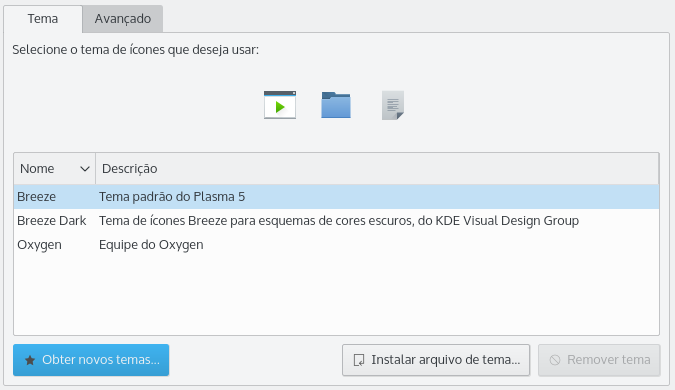 Tema Avançado
Selecione o tema de ícones que deseja usar:
Nome Descrição
Breeze Tema padrão do Plasma 5
Breeze Dark Tema de ícones Breeze para esquemas de cores escuros, do KDE Visual Design Group
Oxygen Equipe do Oxygen
Obter novos temas... Instalar arquivo de tema... Remover tema